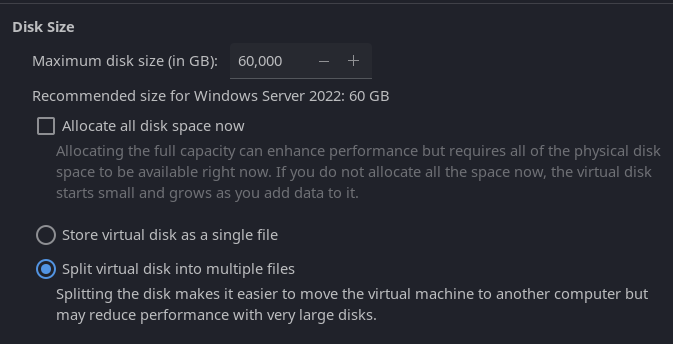 Disk Size
Maximum disk size (in GB): 60,000 − +
Recommended size for Windows Server 2022: 60 GB
Allocate all disk space now
Allocating the full capacity can enhance performance but requires all of the physical disk
space to be available right now. If you do not allocate all the space now, the virtual disk
starts small and grows as you add data to it.
Store virtual disk as a single file
Split virtual disk into multiple files
Splitting the disk makes it easier to move the virtual machine to another computer but
may reduce performance with very large disks.